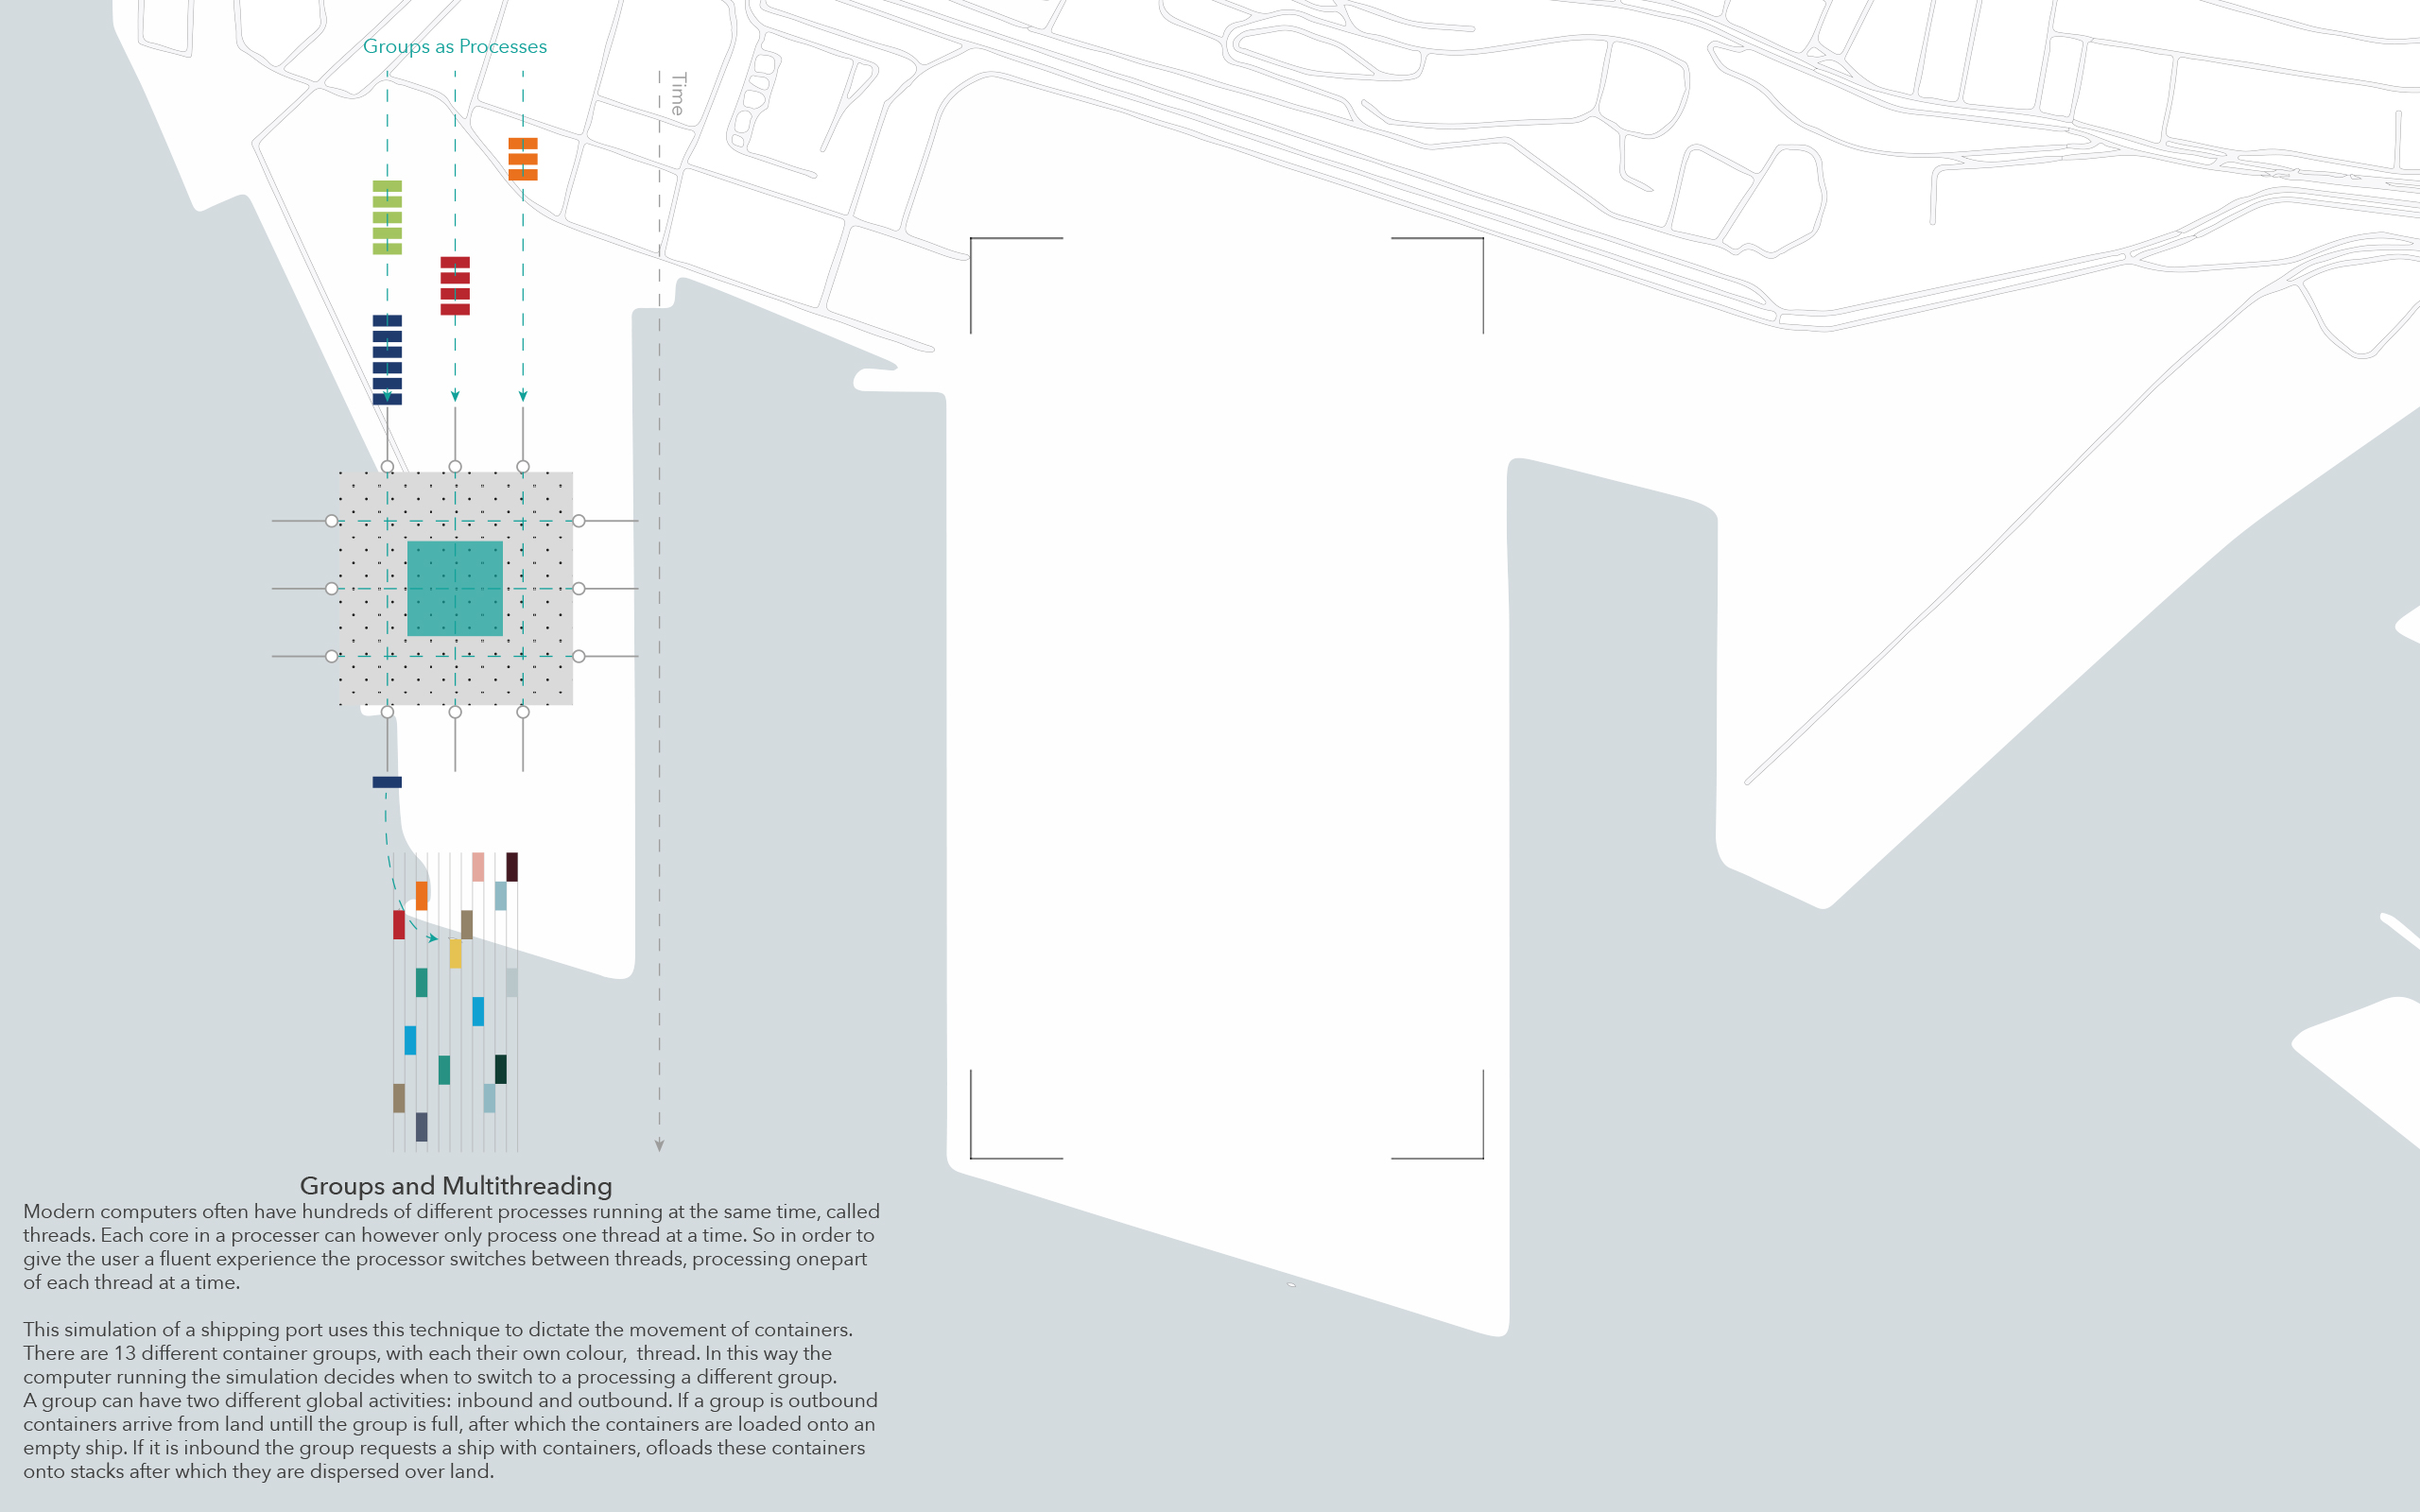 Groups as Processes
Time
Groups and Multithreading
Modern computers often have hundreds of different processes running at the same time, called
threads. Each core in a processer can however only process one thread at a time. So in order to
give the user a fluent experience the processor switches between threads, processing onepart
of each thread at a time.
This simulation of a shipping port uses this technique to dictate the movement of containers.
There are 13 different container groups, with each their own colour,  thread. In this way the
computer running the simulation decides when to switch to a processing a different group.
A group can have two different global activities: inbound and outbound. If a group is outbound
containers arrive from land untill the group is full, after which the containers are loaded onto an
empty ship. If it is inbound the group requests a ship with containers, ofloads these containers
onto stacks after which they are dispersed over land.